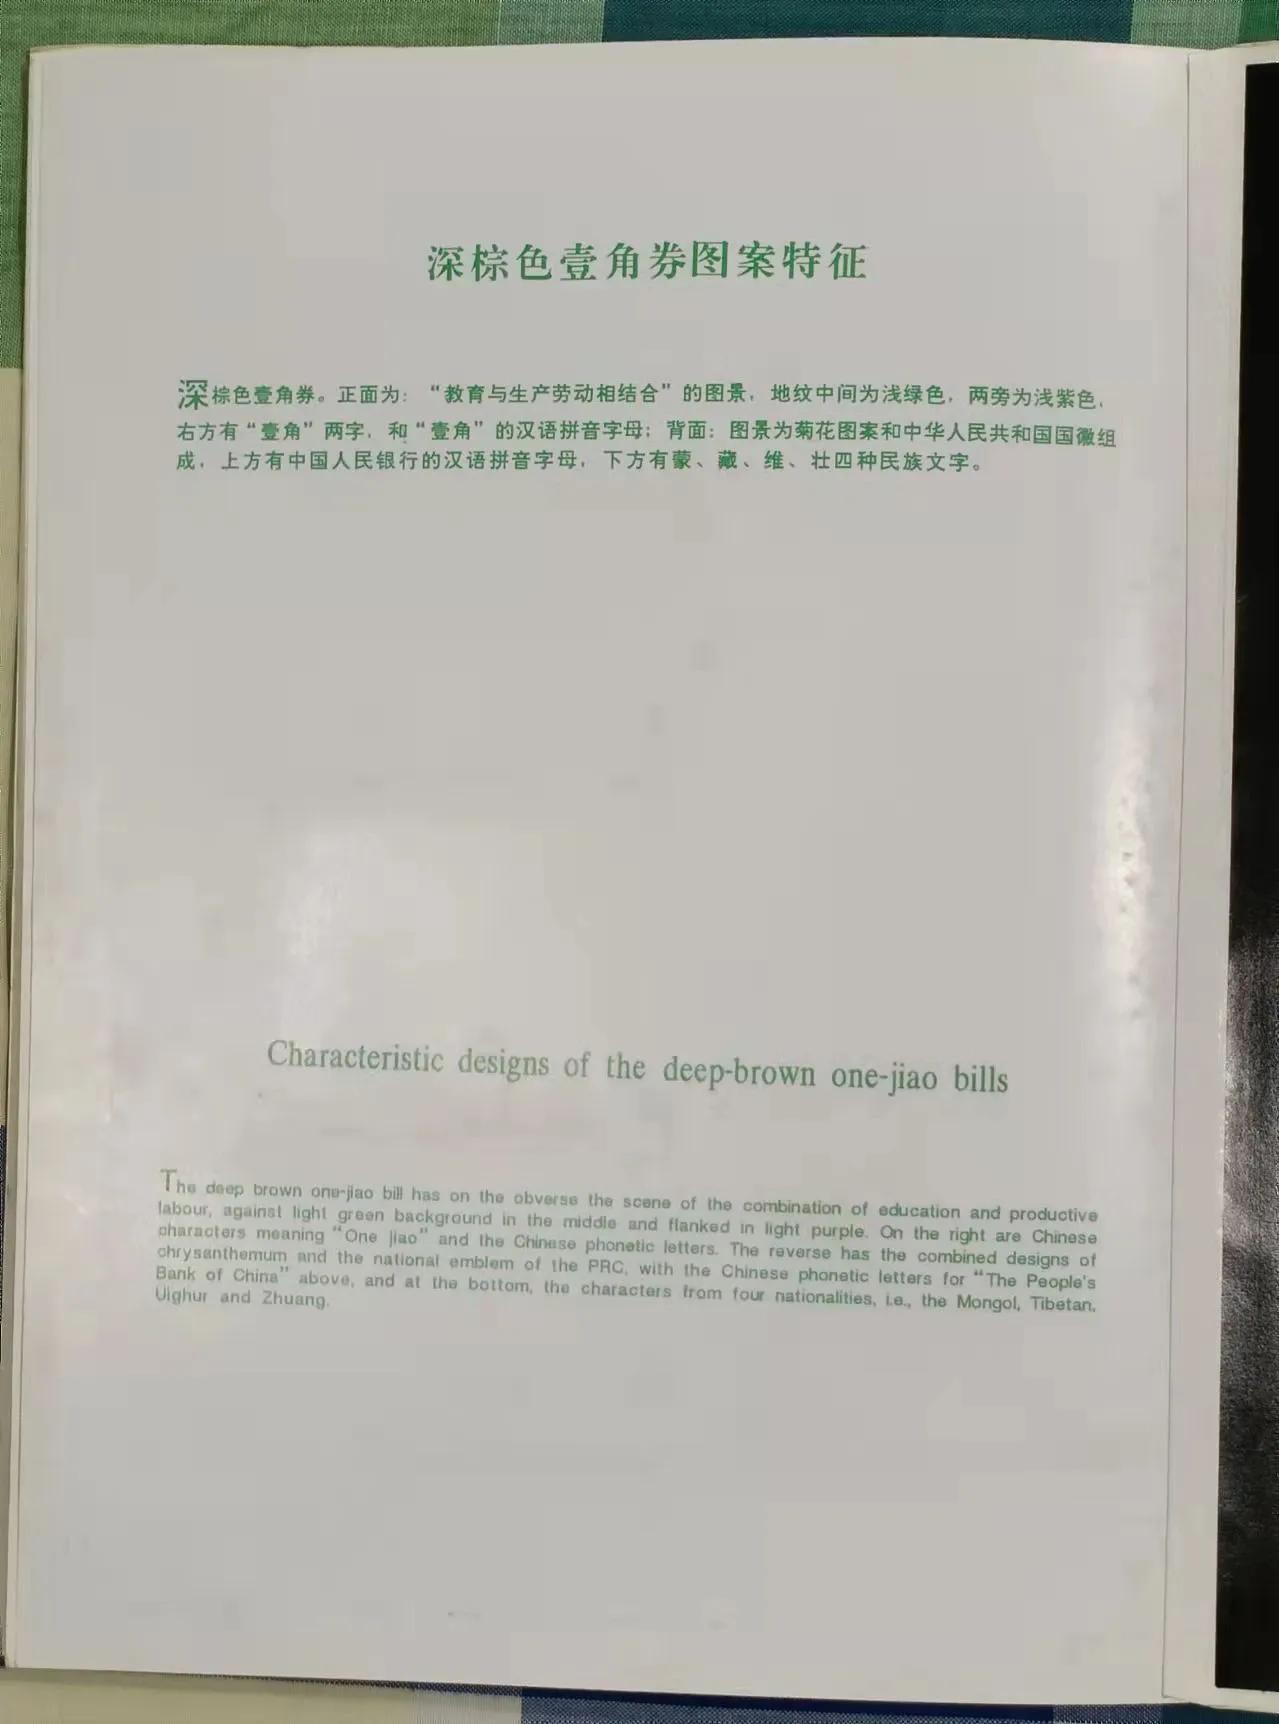 深棕色壹角券图案特征
深棕色壹角券。正面为：“教育与生产劳动相结合”的图景，地纹中间为浅绿色，两旁为浅紫色，
右方有“壹角”两字，和“壹角”的汉语拼音字母；背面：图景为菊花图案和中华人民共和国国徽组
成，上方有中国人民银行的汉语拼音字母，下方有蒙、藏、维、壮四种民族文字。
Characteristic designs of the deep-brown one-jiao bills
The deep brown one-jiao bill has on the obverse the scene of the combination of education and productive
labour, against light green background in the middle and flanked in light purple. On the right are Chinese
characters meaning “One jiao” and the Chinese phonetic letters. The reverse has the combined designs of
chrysanthemum and the national emblem of the PRC, with the Chinese phonetic letters for “The People's
Bank of China” above, and at the bottom, the characters from four nationalities, i.e., the Mongol, Tibetan,
Uighur and Zhuang.